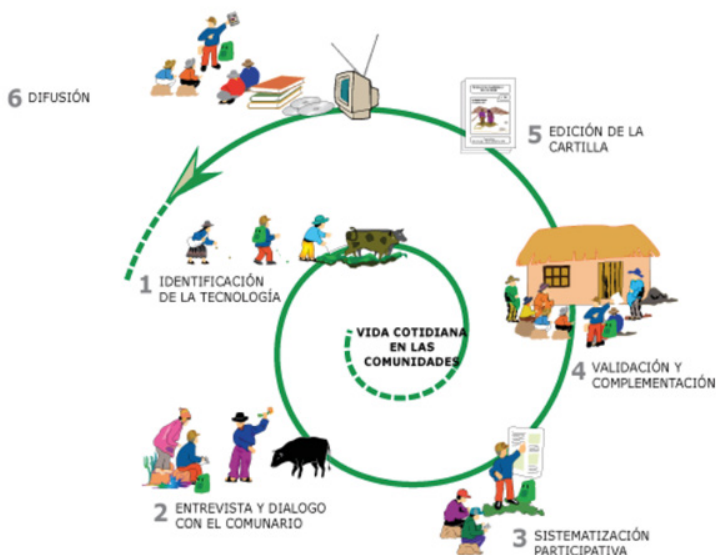 6 DIFUSIÓN
5 EDICIÓN DE LA
CARTILLA
1 IDENTIFICACIÓN
DE LA TECNOLOGÍA
VIDA COTIDIANA
EN LAS
COMUNIDADES
4 VALIDACIÓN Y
COMPLEMENTACIÓN
2 ENTREVISTA Y DIALOGO
CON EL COMUNARIO
3 SISTEMATIZACIÓN
PARTICIPATIVA